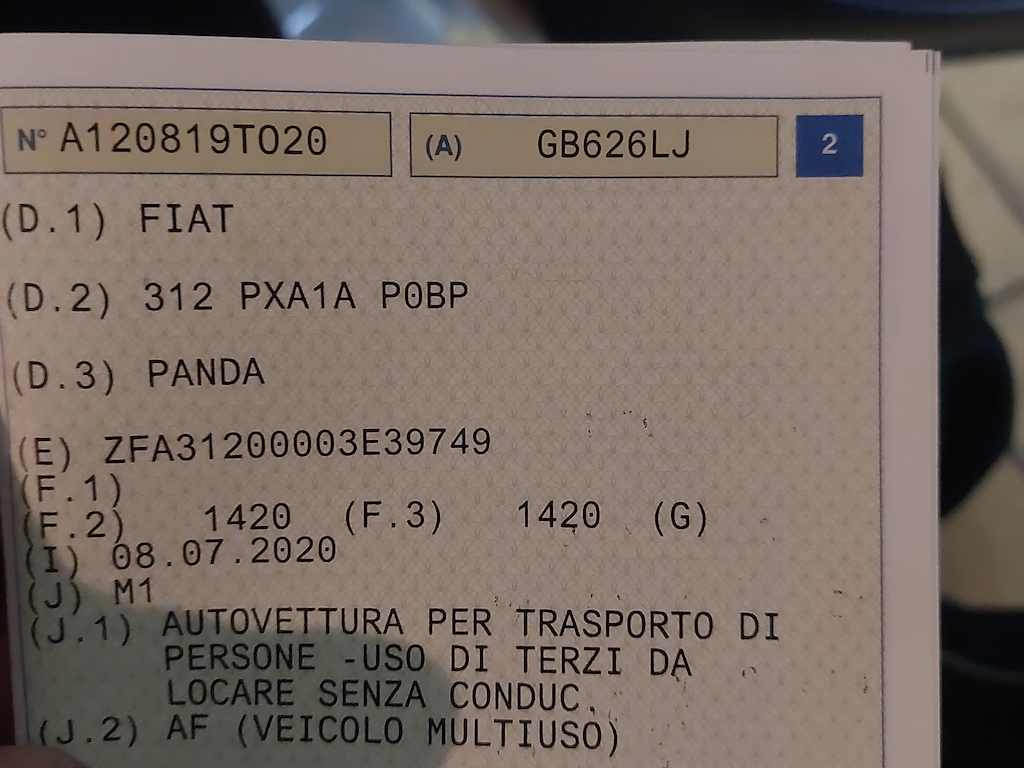 N° A120819TO20 (A) GB626LJ 2
(D.1) FIAT
(D.2) 312 PXA1A P0BP
(D.3) PANDA
(E) ZFA31200003E39749
(F.1)
(F.2) 1420 (F.3) 1420 (G)
(I) 08.07.2020
(J) M1
(J.1) AUTOVETTURA PER TRASPORTO DI
PERSONE -USO DI TERZI DA
LOCARE SENZA CONDUC.
(J.2) AF (VEICOLO MULTIUSO)